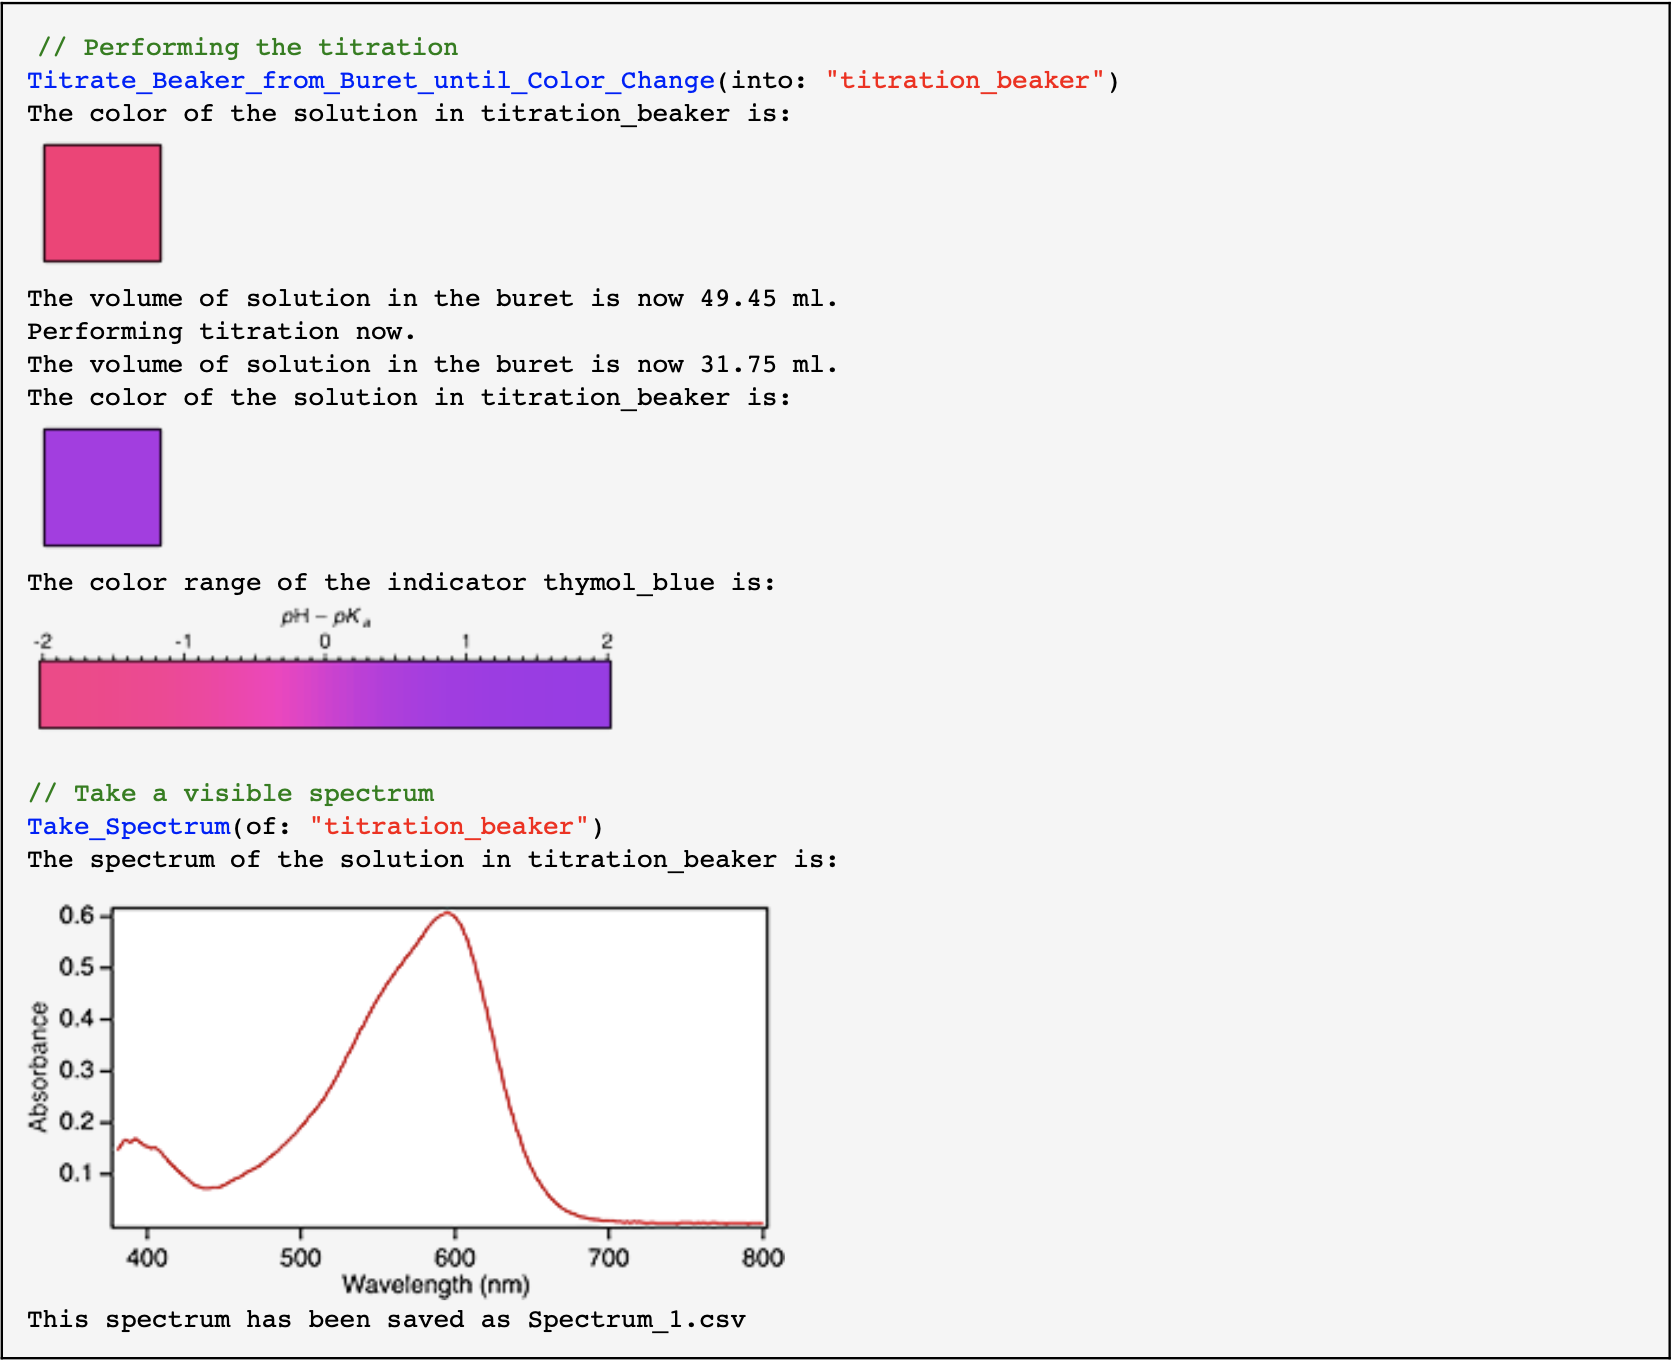 // Performing the titration
Titrate_Beaker_from_Buret_until_Color_Change(into: "titration_beaker")
The color of the solution in titration_beaker is:
The volume of solution in the buret is now 49.45 ml.
Performing titration now.
The volume of solution in the buret is now 31.75 ml.
The color of the solution in titration_beaker is:
The color range of the indicator thymol_blue is:
pH – pKa
-2 -1 0 1 2
// Take a visible spectrum
Take_Spectrum(of: "titration_beaker")
The spectrum of the solution in titration_beaker is:
Absorbance
0.6
0.5
0.4
0.3
0.2
0.1
400 500 600 700 800
Wavelength (nm)
This spectrum has been saved as Spectrum_1.csv